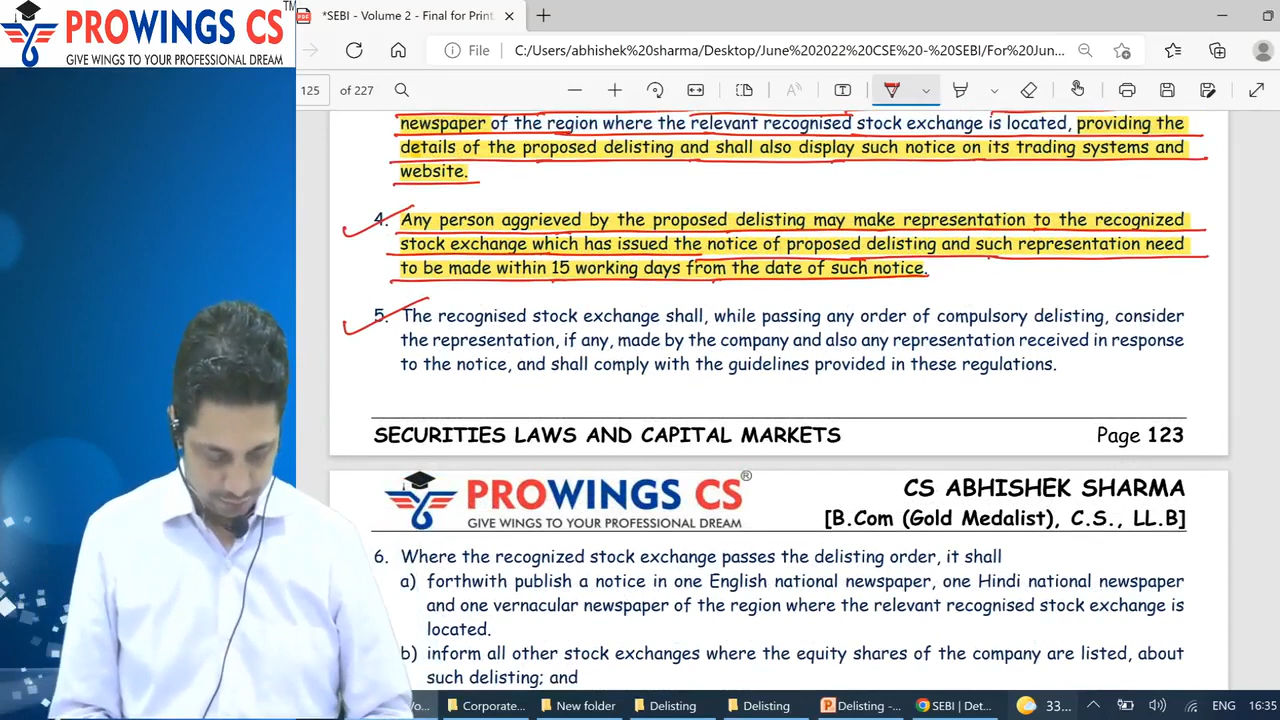 PROWINGS CS
TM
GIVE WINGS TO YOUR PROFESSIONAL DREAM
*SEBI - Volume 2 - Final for Print
File C:/Users/abhishek%20sharma/Desktop/June%202022%20CSE%20-%20SEBI/For%20Jun...
125 of 227
newspaper of the region where the relevant recognised stock exchange is located, providing the
details of the proposed delisting and shall also display such notice on its trading systems and
website.
4. Any person aggrieved by the proposed delisting may make representation to the recognized
stock exchange which has issued the notice of proposed delisting and such representation need
to be made within 15 working days from the date of such notice.
5. The recognised stock exchange shall, while passing any order of compulsory delisting, consider
the representation, if any, made by the company and also any representation received in response
to the notice, and shall comply with the guidelines provided in these regulations.
SECURITIES LAWS AND CAPITAL MARKETS Page 123
PROWINGS CS®
GIVE WINGS TO YOUR PROFESSIONAL DREAM
CS ABHISHEK SHARMA
[B.Com (Gold Medalist), C.S., LL.B]
6. Where the recognized stock exchange passes the delisting order, it shall
a) forthwith publish a notice in one English national newspaper, one Hindi national newspaper
and one vernacular newspaper of the region where the relevant recognised stock exchange is
located.
b) inform all other stock exchanges where the equity shares of the company are listed, about
such delisting; and
Corporate... New folder Delisting Delisting Delisting -... SEBI | Det... 33... ENG 16:35